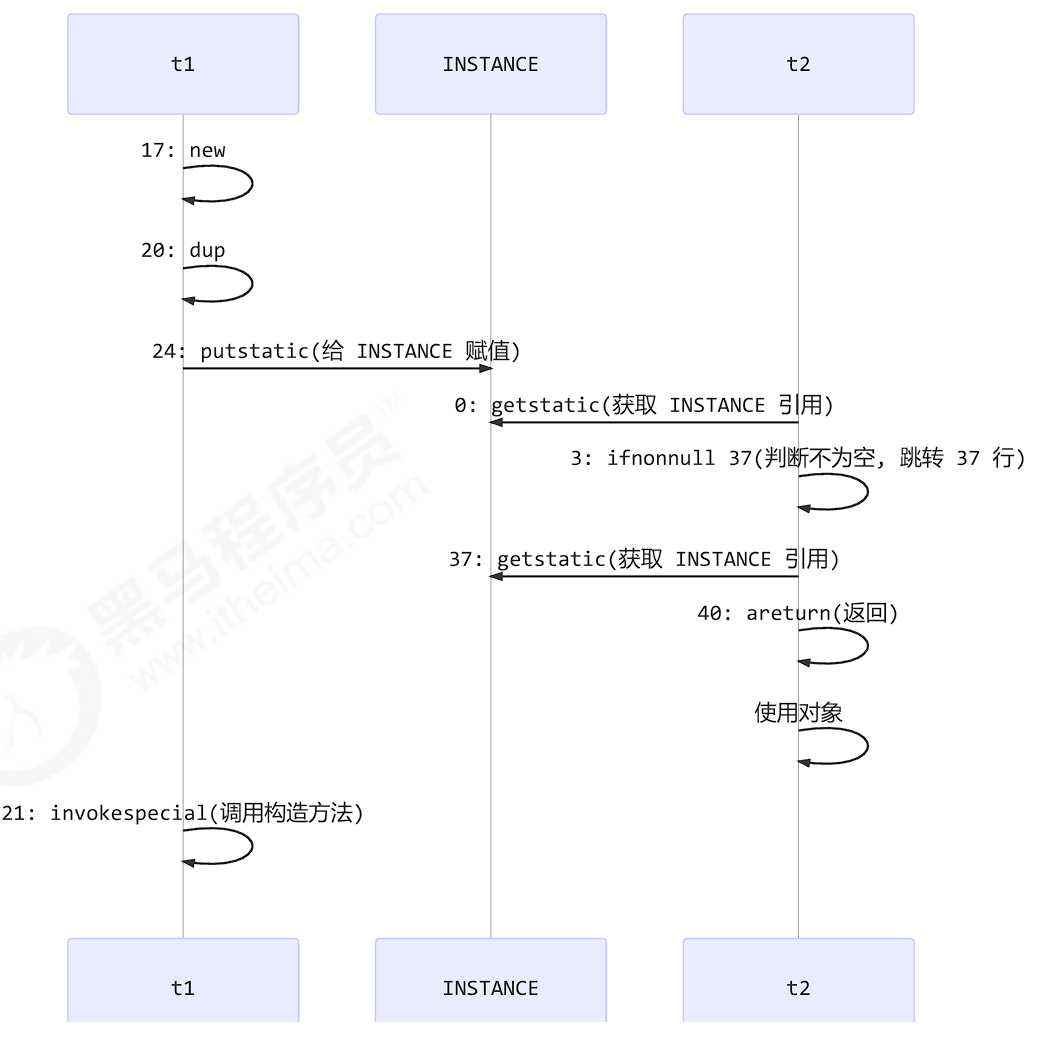 t1
INSTANCE
t2
17: new
20: dup
24: putstatic(给 INSTANCE 赋值)
0: getstatic(获取 INSTANCE 引用)
3: ifnonnull 37(判断不为空, 跳转 37 行)
37: getstatic(获取 INSTANCE 引用)
40: areturn(返回)
使用对象
21: invokespecial(调用构造方法)
t1
INSTANCE
t2
黑马程序员™
www.itheima.com